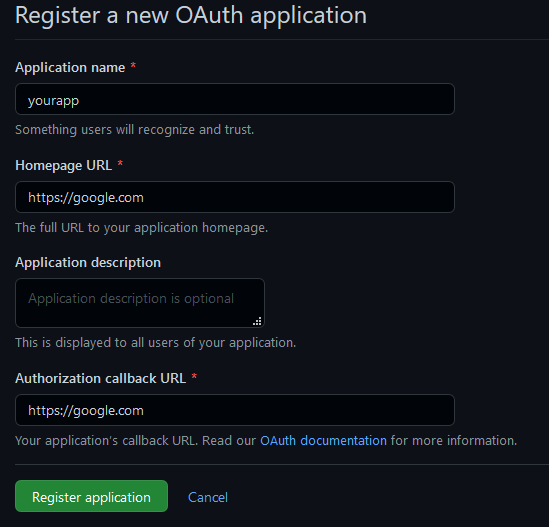 Register a new OAuth application
Application name *
yourapp
Something users will recognize and trust.
Homepage URL *
https://google.com
The full URL to your application homepage.
Application description
Application description is optional
This is displayed to all users of your application.
Authorization callback URL *
https://google.com
Your application's callback URL. Read our OAuth documentation for more information.
Register application Cancel